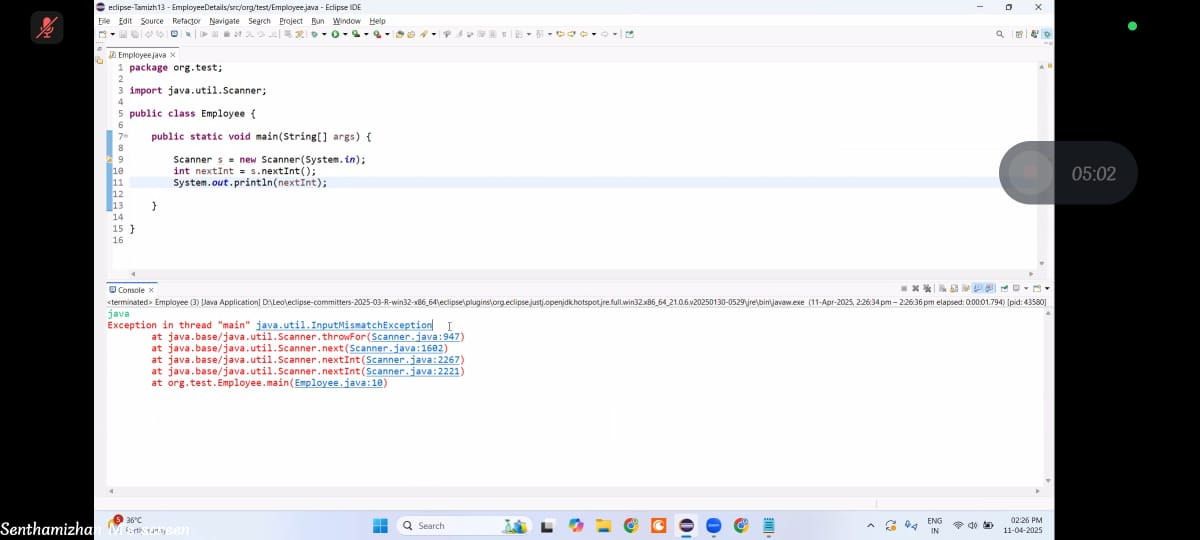 eclipse-Tamizh13 - EmployeeDetails/src/org/test/Employee.java - Eclipse IDE
File Edit Source Refactor Navigate Search Project Run Window Help
Employee.java
1 package org.test;
2
3 import java.util.Scanner;
4
5 public class Employee {
6
7 public static void main(String[] args) {
8
9 Scanner s = new Scanner(System.in);
10 int nextInt = s.nextInt();
11 System.out.println(nextInt);
12
13 }
14
15 }
16
05:02
Console
<terminated> Employee (3) [Java Application] D:\Leo\eclipse-committers-2025-03-R-win32-x86_64\eclipse\plugins\org.eclipse.justj.openjdk.hotspot.jre.full.win32.x86_64_21.0.6.v20250130-0529\jre\bin\javaw.exe (11-Apr-2025, 2:26:34 pm – 2:26:36 pm elapsed: 0:00:01.794) [pid: 43580]
java
Exception in thread "main" java.util.InputMismatchException
at java.base/java.util.Scanner.throwFor(Scanner.java:947)
at java.base/java.util.Scanner.next(Scanner.java:1602)
at java.base/java.util.Scanner.nextInt(Scanner.java:2267)
at java.base/java.util.Scanner.nextInt(Scanner.java:2221)
at org.test.Employee.main(Employee.java:10)
5
36°C
Senthamizhan
screen
Search
ENG
IN
02:26 PM
11-04-2025